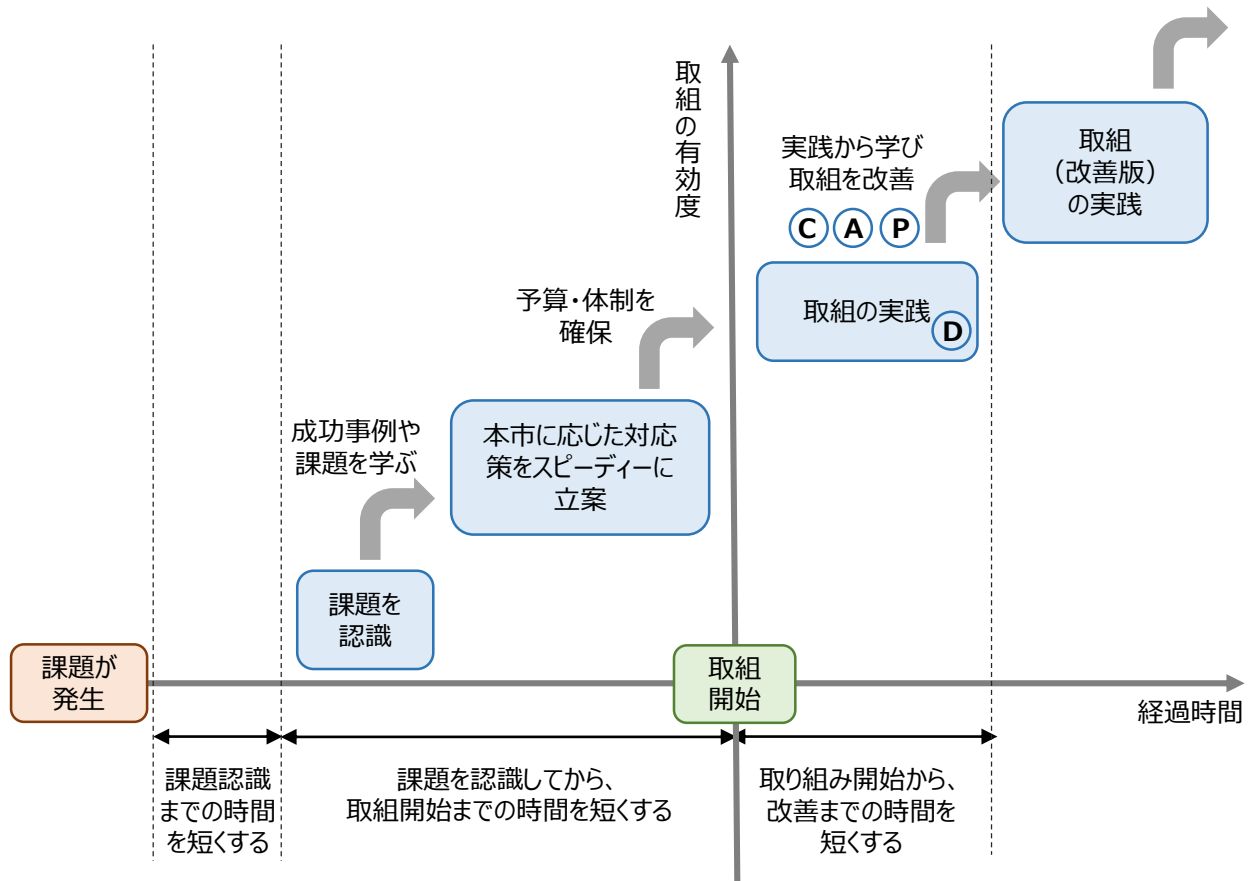 取組の有効度
実践から学び
取組を改善
C A P
取組
（改善版）
の実践
取組の実践
D
予算・体制を
確保
成功事例や
課題を学ぶ
本市に応じた対応
策をスピーディーに
立案
課題を
認識
課題が
発生
取組
開始
経過時間
課題認識
までの時間
を短くする
課題を認識してから、
取組開始までの時間を短くする
取り組み開始から、
改善までの時間を
短くする